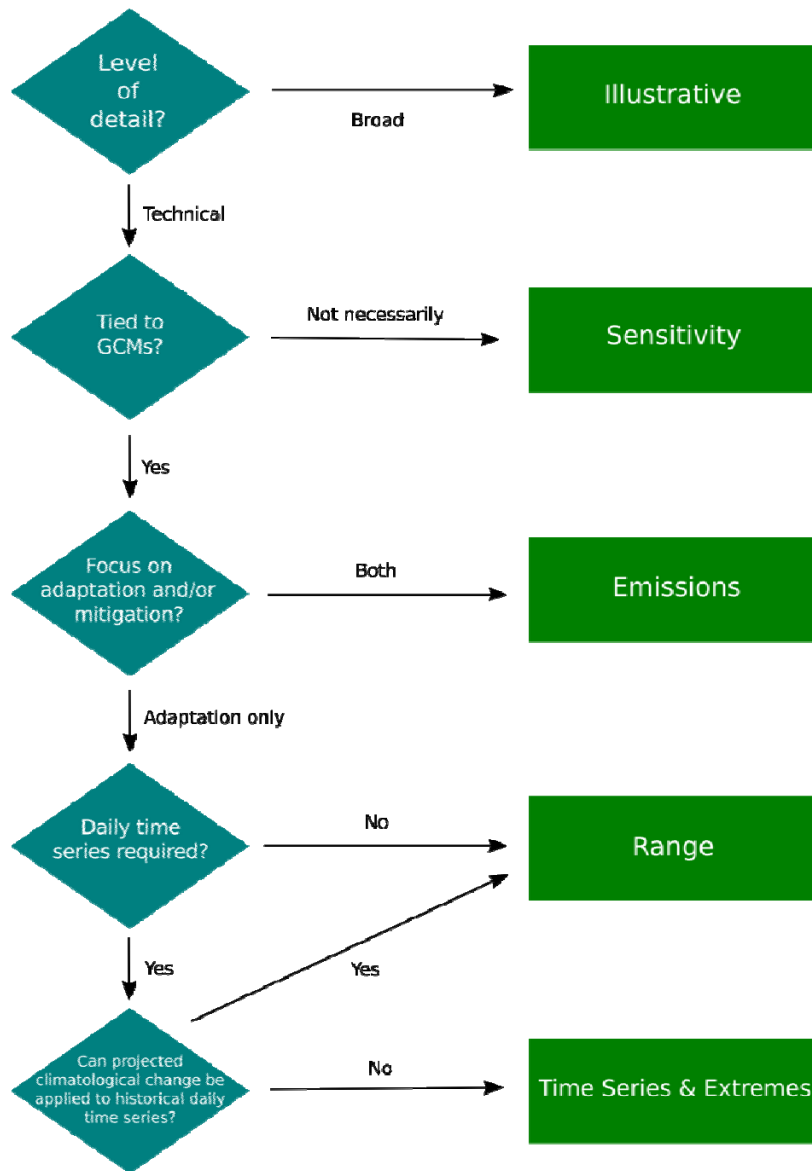 Level
of
detail?
Broad
Illustrative
Technical
Tied to
GCMs?
Not necessarily
Sensitivity
Yes
Focus on
adaptation and/or
mitigation?
Both
Emissions
Adaptation only
Daily time
series required?
No
Range
Yes
Yes
Can projected
climatological change be
applied to historical daily
time series?
No
Time Series & Extremes